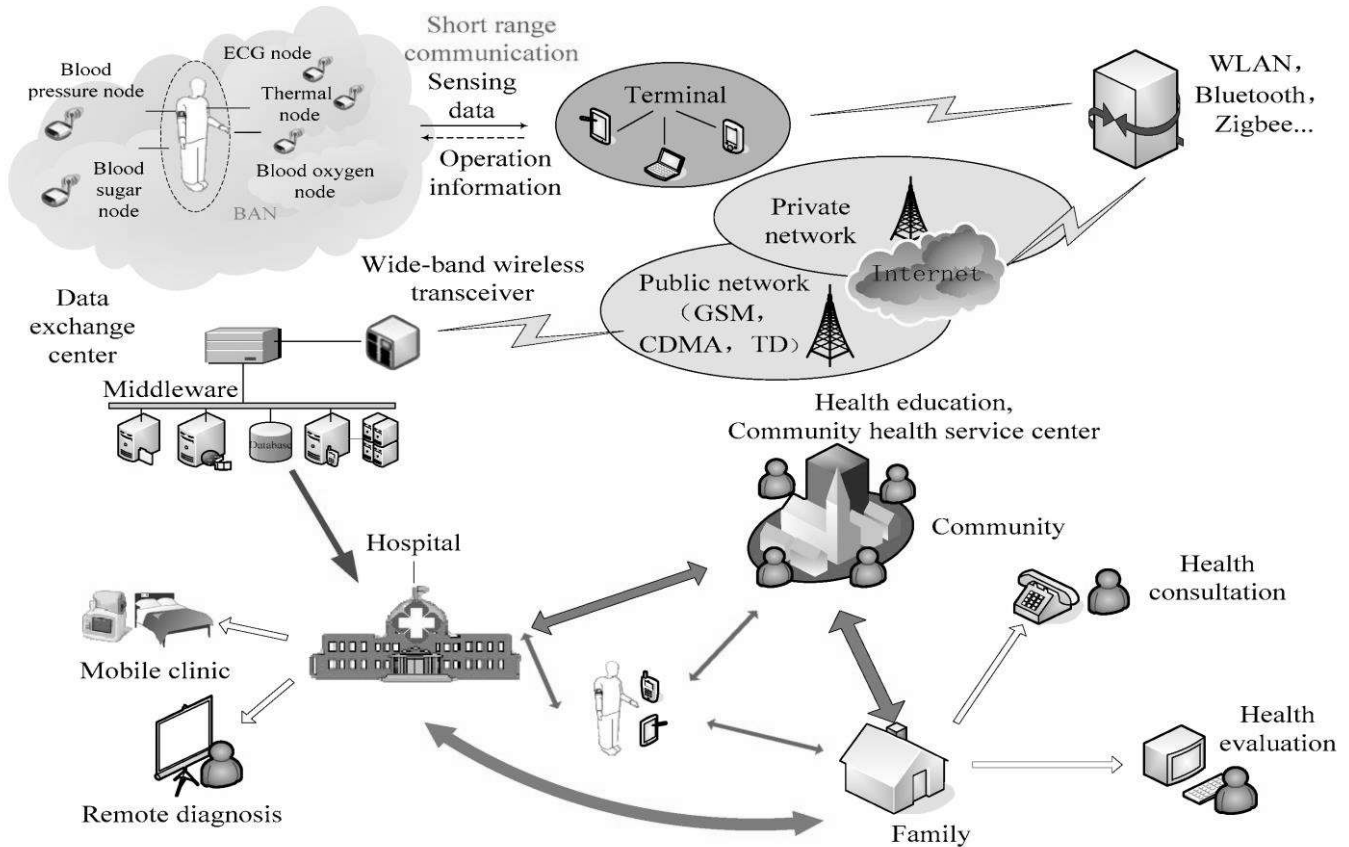 Short range
communication
ECG node
Blood
pressure node
Thermal
node
Sensing
data
Terminal
WLAN，
Bluetooth，
Zigbee...
Blood
sugar
node
Blood oxygen
node
BAN
Operation
information
Private
network
Internet
Wide-band wireless
transceiver
Public network
（GSM，
CDMA，TD）
Data
exchange
center
Middleware
Database
Health education,
Community health service center
Community
Hospital
Health
consultation
Mobile clinic
Health
evaluation
Remote diagnosis
Family